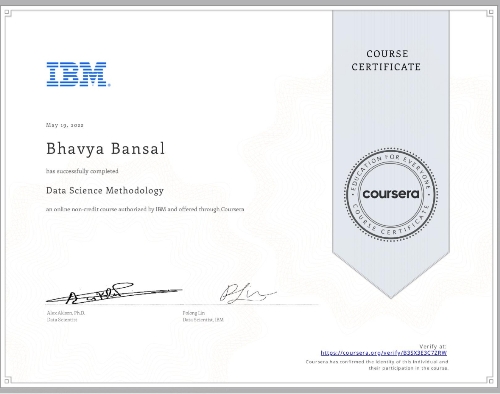 IBM
COURSE
CERTIFICATE
May 19, 2020
Bhavya Bansal
has successfully completed
Data Science Methodology
an online non-credit course authorized by IBM and offered through Coursera
EDUCATION FOR EVERYONE
coursera
COURSE CERTIFICATE
Alex Aklson, Ph.D.
Data Scientist
Polong Lin
Data Scientist, IBM
Verify at:
https://coursera.org/verify/
Coursera has confirmed the identity of this individual and
their participation in the course.